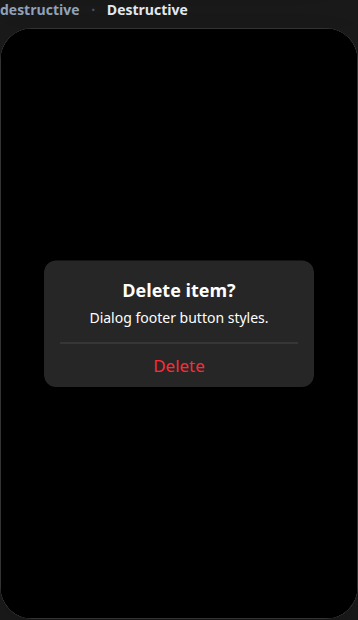 destructive · Destructive
Delete item?
Dialog footer button styles.
Delete